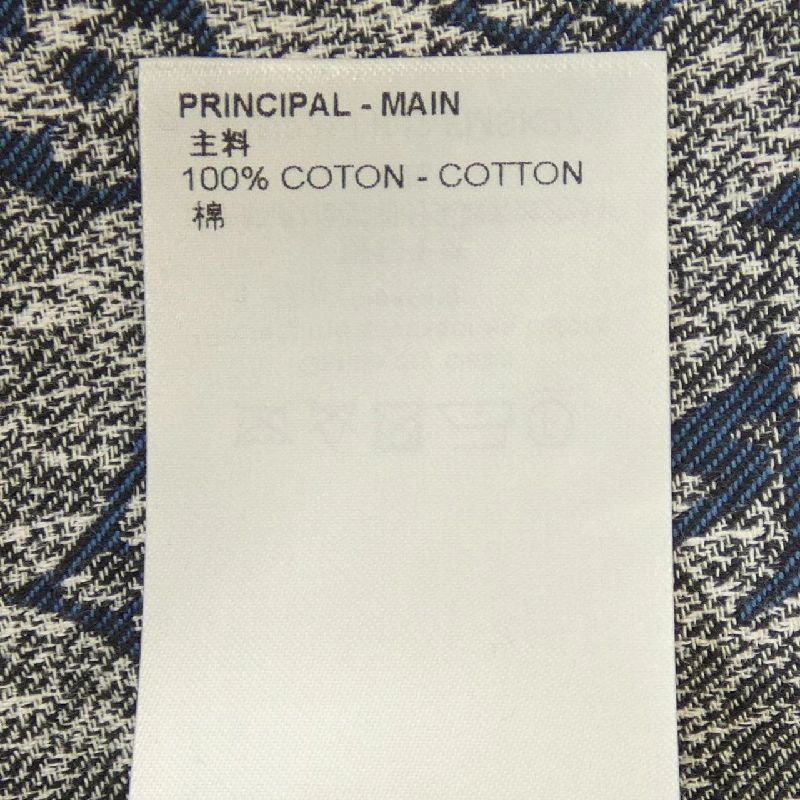 PRINCIPAL - MAIN
主料
100% COTON - COTTON
棉